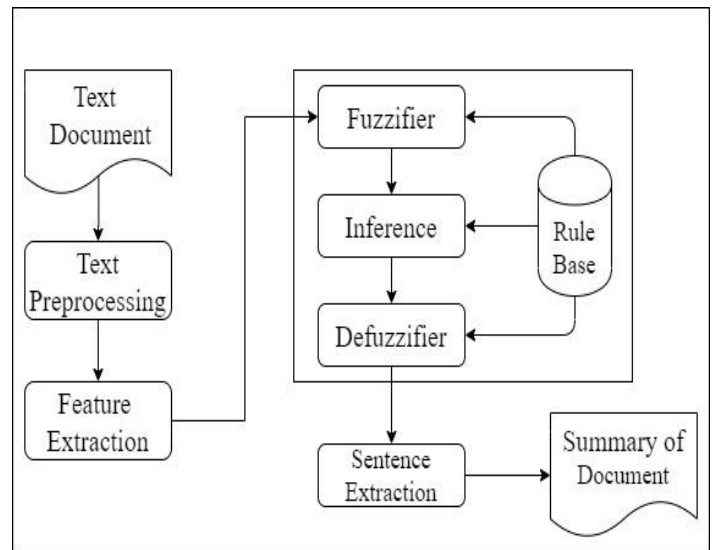 Text
Document
Text
Preprocessing
Feature
Extraction
Fuzzifier
Inference
Defuzzifier
Rule
Base
Sentence
Extraction
Summary of
Document